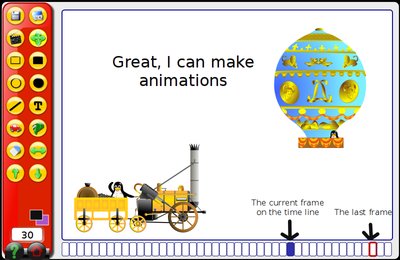 Great, I can make
animations
The current frame
on the time line
The last frame
T
30
?